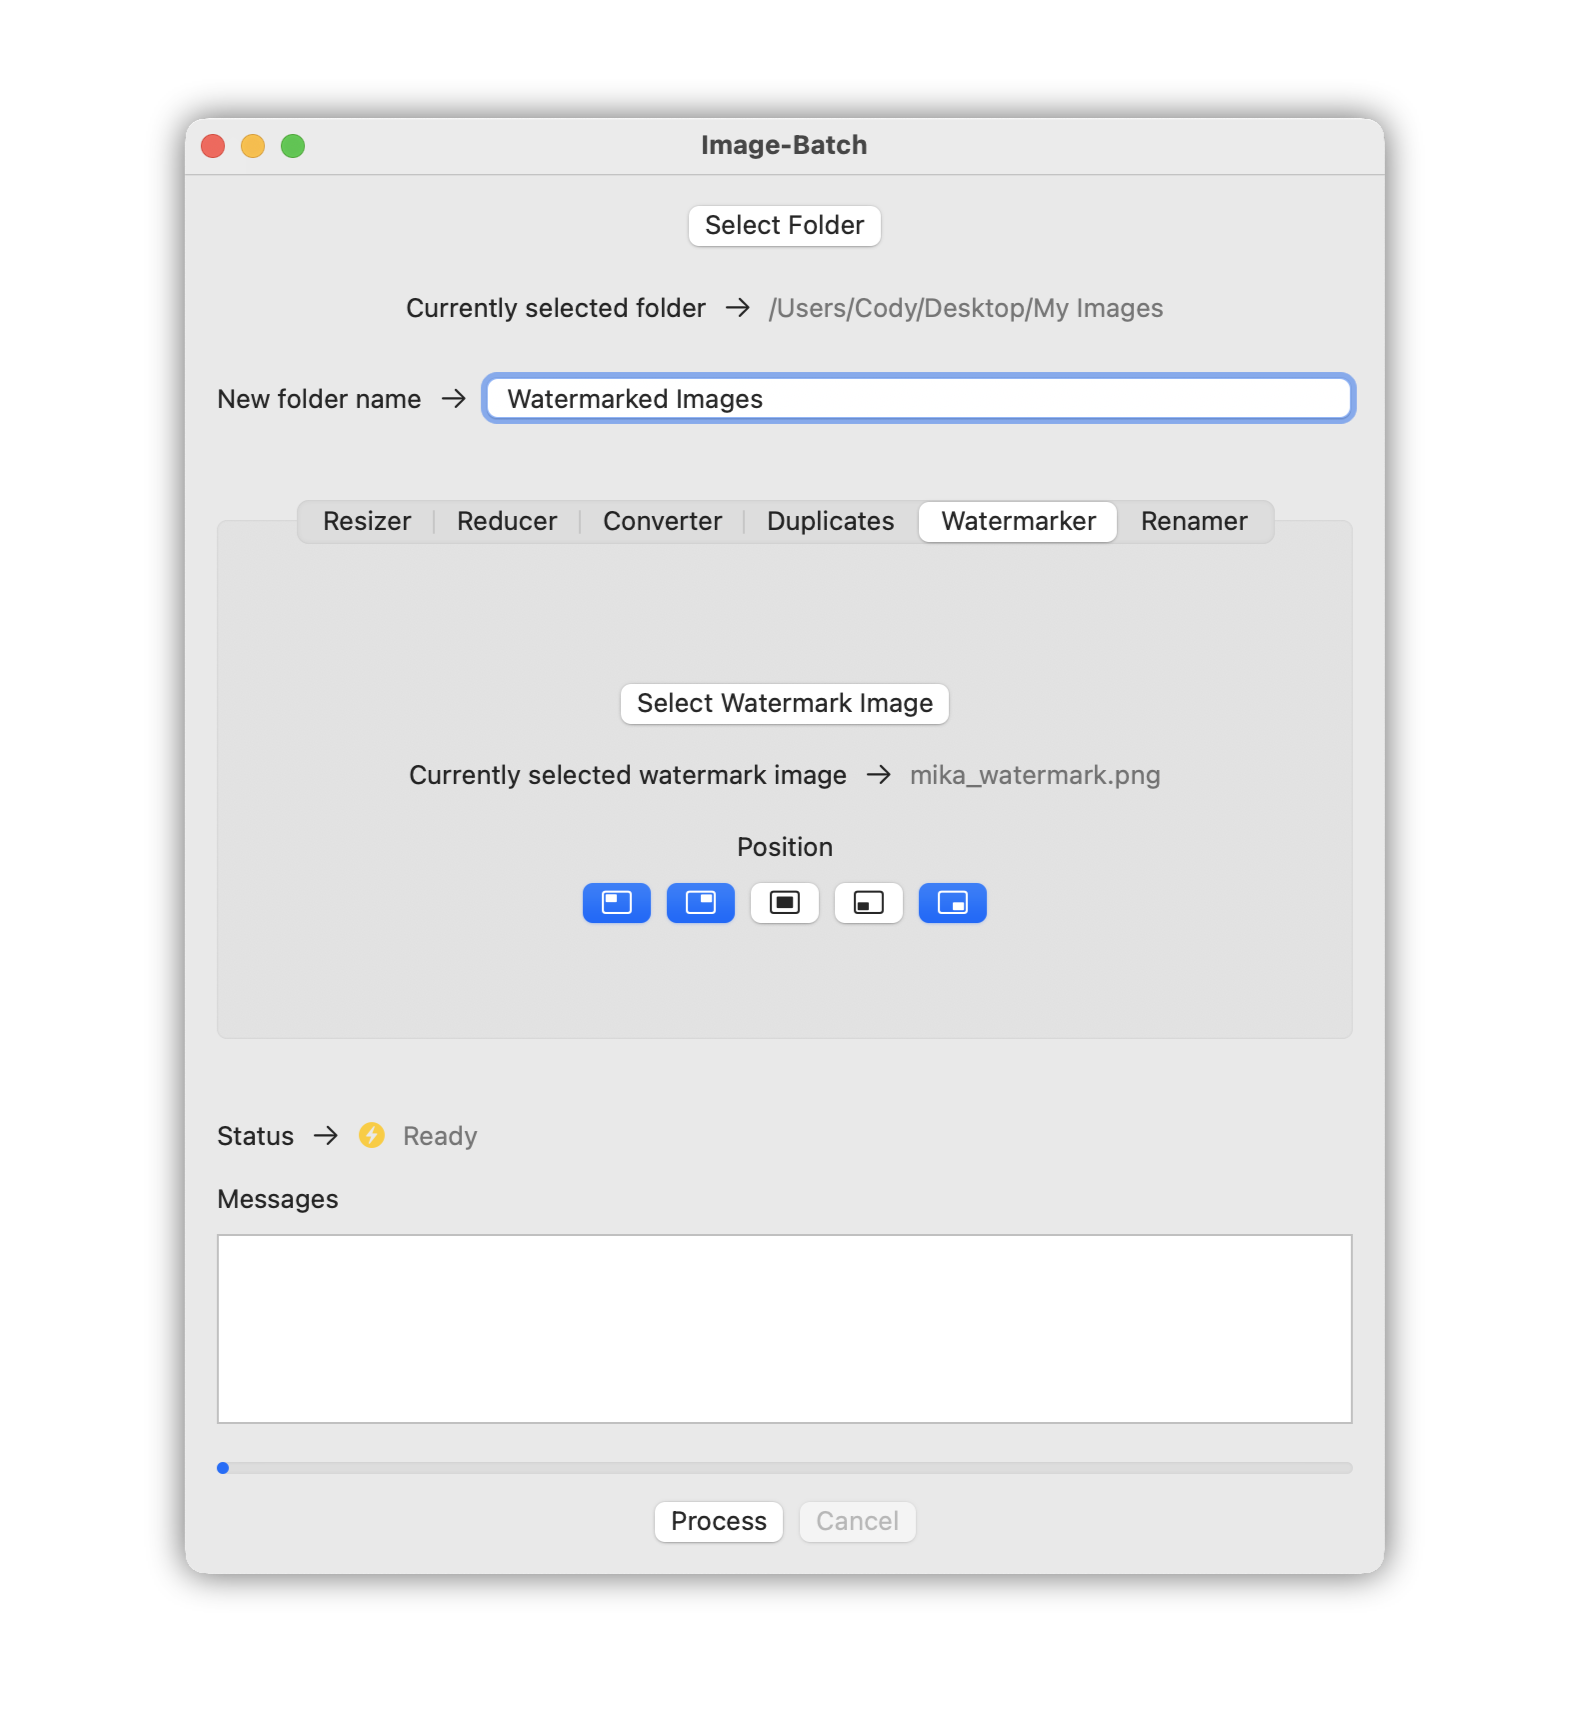 Image-Batch
Select Folder
Currently selected folder → /Users/Cody/Desktop/My Images
New folder name → Watermarked Images
Resizer Reducer Converter Duplicates Watermarker Renamer
Select Watermark Image
Currently selected watermark image → mika_watermark.png
Position
Status → Ready
Messages
Process Cancel